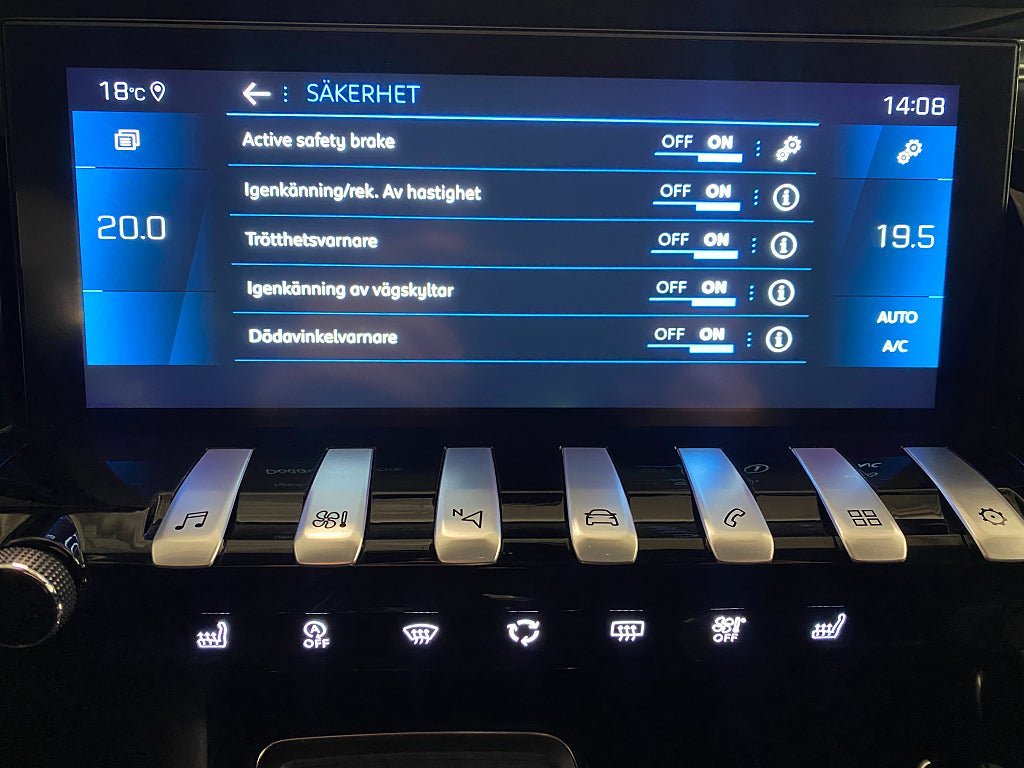 18°C
SÄKERHET
14:08
Active safety brake OFF ON
Igenkänning/rek. Av hastighet OFF ON
20.0
Trötthetsvarnare OFF ON
19.5
Igenkänning av vägskyltar OFF ON
AUTO
Dödavinkelvarnare OFF ON
A/C
N
A
OFF
OFF